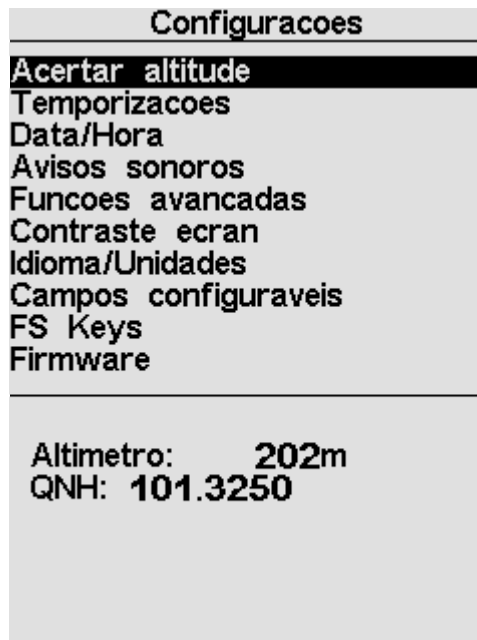 Configuracoes
Acertar altitude
Temporizacoes
Data/Hora
Avisos sonoros
Funcoes avancadas
Contraste ecran
Idioma/Unidades
Campos configuraveis
FS Keys
Firmware
Altimetro: 202m
QNH: 101.3250